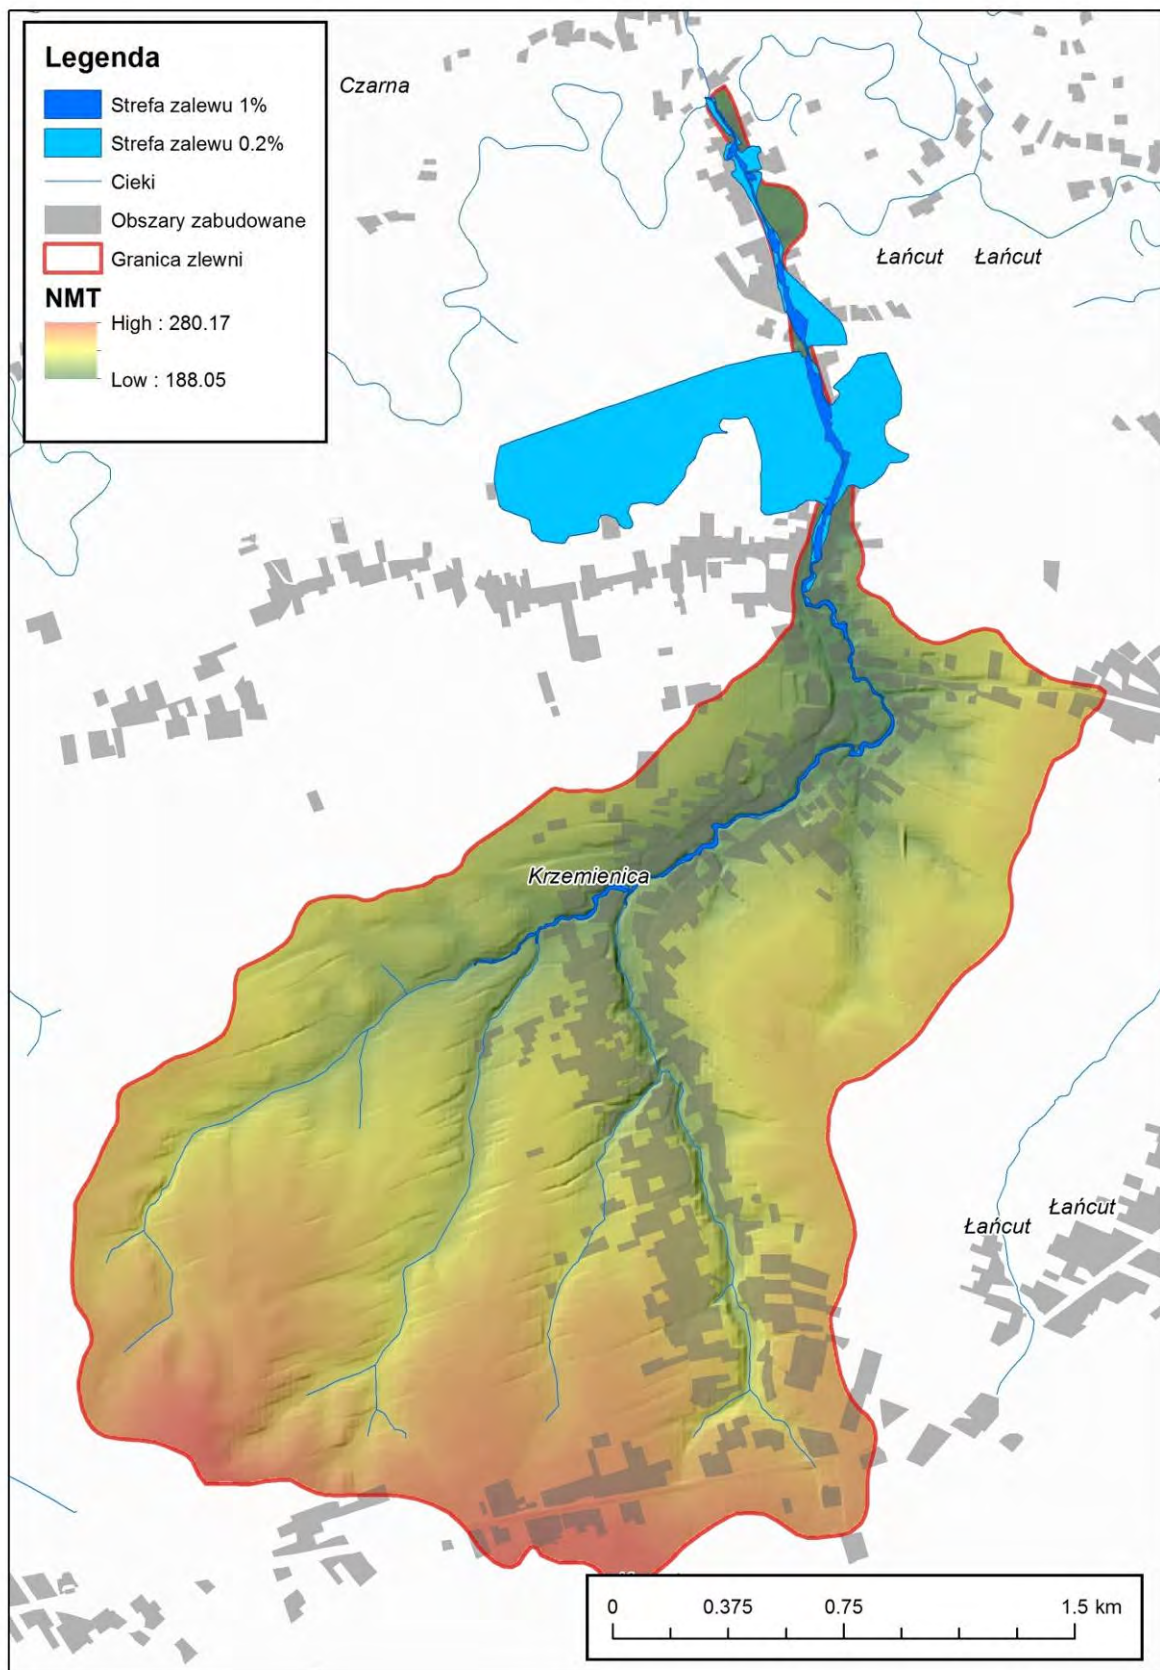 Legenda
Strefa zalewu 1%
Strefa zalewu 0.2%
Cieki
Obszary zabudowane
Granica zlewni
NMT
High : 280.17
Low : 188.05
Czarna
Łańcut Łańcut
Krzemienica
Łańcut
Łańcut
0 0.375 0.75 1.5 km